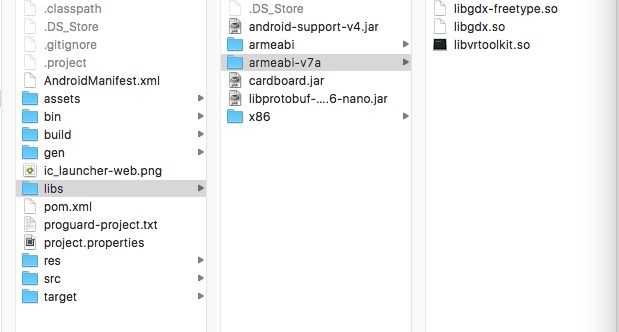 .classpath
.DS_Store
.gitignore
.project
AndroidManifest.xml
assets
bin
build
gen
ic_launcher-web.png
libs
pom.xml
proguard-project.txt
project.properties
res
src
target
.DS_Store
android-support-v4.jar
armeabi
armeabi-v7a
cardboard.jar
libprotobuf-....6-nano.jar
x86
libgdx-freetype.so
libgdx.so
libvrtoolkit.so